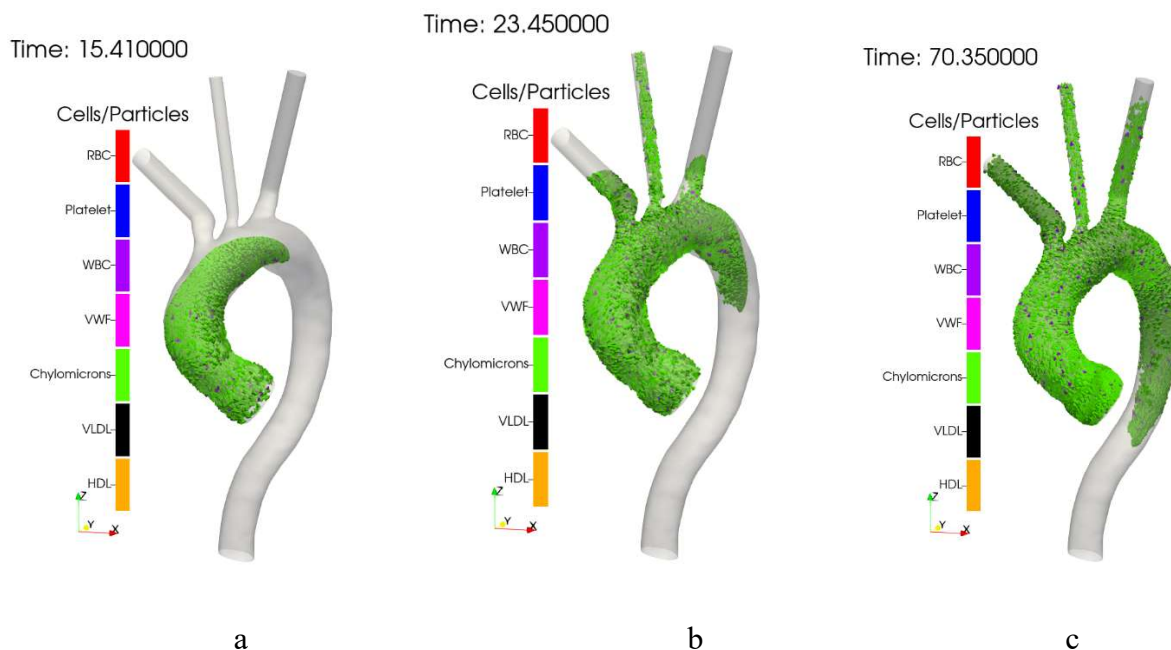 Time: 15.410000
Cells/Particles
RBC
Platelet
WBC
VWF
Chylomicrons
VLDL
HDL
Z
Y
X
a
Time: 23.450000
Cells/Particles
RBC
Platelet
WBC
VWF
Chylomicrons
VLDL
HDL
Z
Y
X
b
Time: 70.350000
Cells/Particles
RBC
Platelet
WBC
VWF
Chylomicrons
VLDL
HDL
Z
Y
X
c